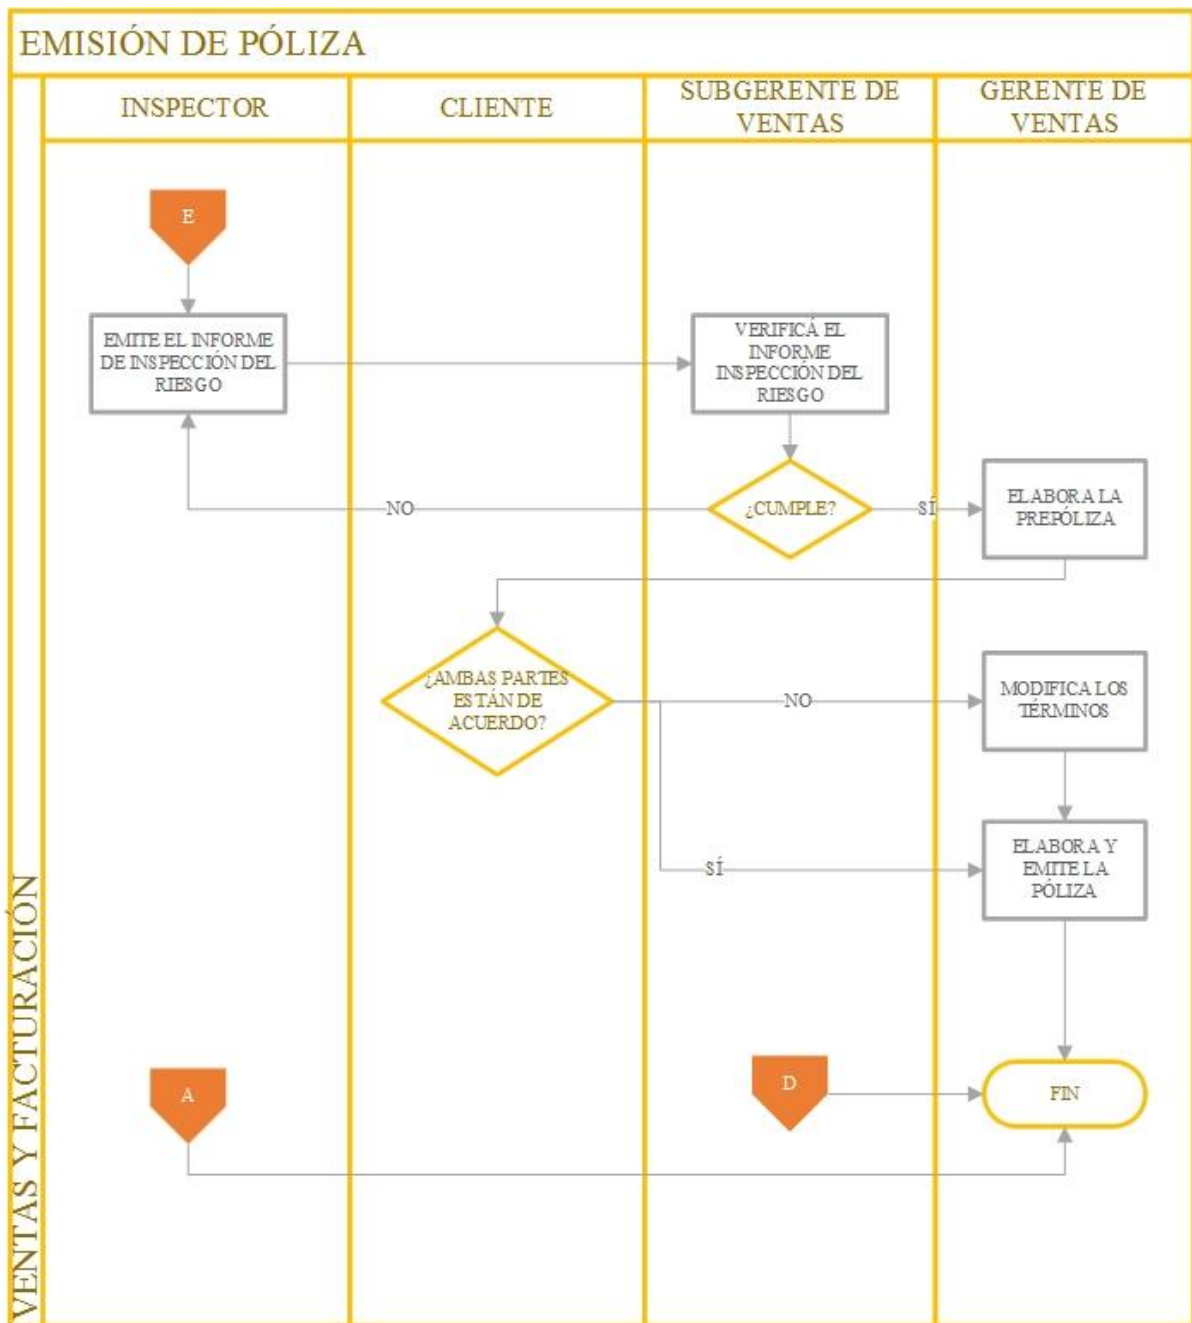 EMISIÓN DE PÓLIZA
VENTAS Y FACTURACIÓN
INSPECTOR
CLIENTE
SUBGERENTE DE
VENTAS
GERENTE DE
VENTAS
E
EMITE EL INFORME
DE INSPECCIÓN DEL
RIESGO
VERIFICÁ EL
INFORME
INSPECCIÓN DEL
RIESGO
NO
¿CUMPLE?
SÍ
ELABORA LA
PREPÓLIZA
¿AMBAS PARTES
ESTÁN DE
ACUERDO?
NO
MODIFICA LOS
TÉRMINOS
SÍ
ELABORA Y
EMITE LA
PÓLIZA
A
D
FIN